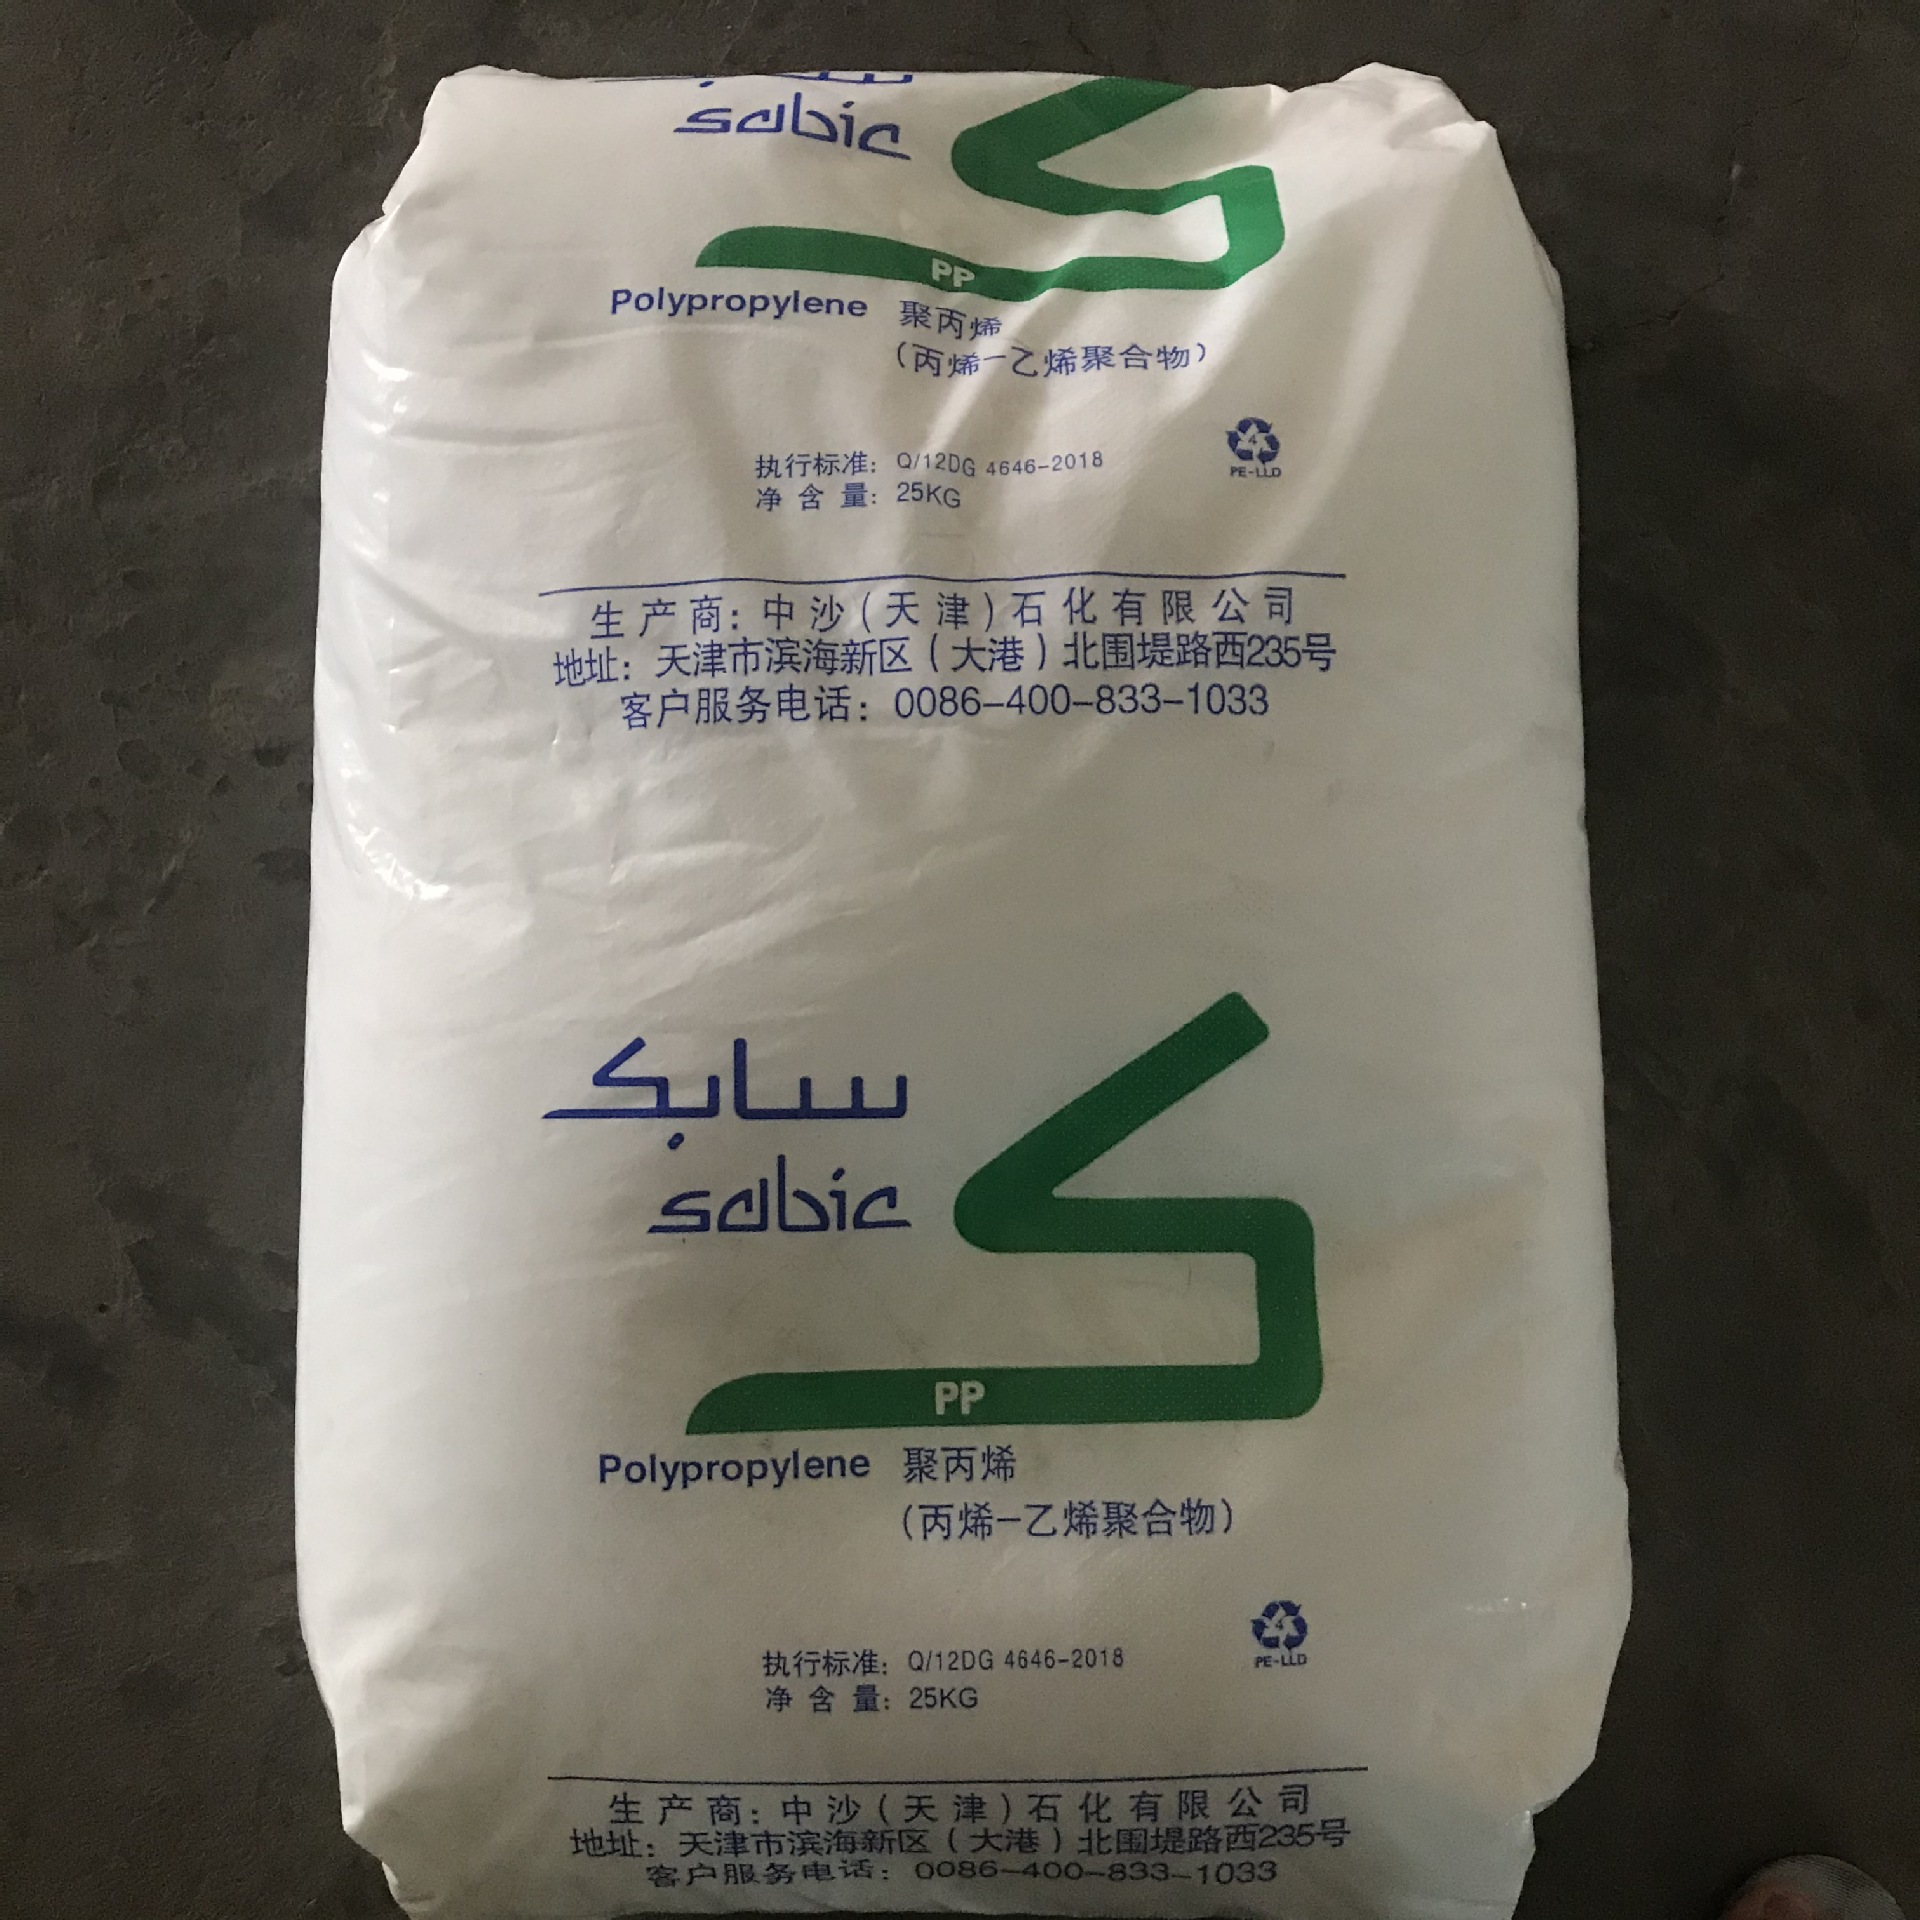 sabic
PP
Polypropylene 聚丙烯
(丙烯-乙烯聚合物)
执行标准: Q/12DG 4646-2018
净 含 量: 25KG
4
PE-LLD
生 产 商: 中沙(天津)石化有限公司
地址: 天津市滨海新区(大港)北围堤路西235号
客户服务电话: 0086-400-833-1033
سابك
sabic
PP
Polypropylene 聚丙烯
(丙烯-乙烯聚合物)
执行标准: Q/12DG 4646-2018
净 含 量: 25KG
4
PE-LLD
生 产 商: 中沙(天津)石化有限公司
地址: 天津市滨海新区(大港)北围堤路西235号
客户服务电话: 0086-400-833-1033